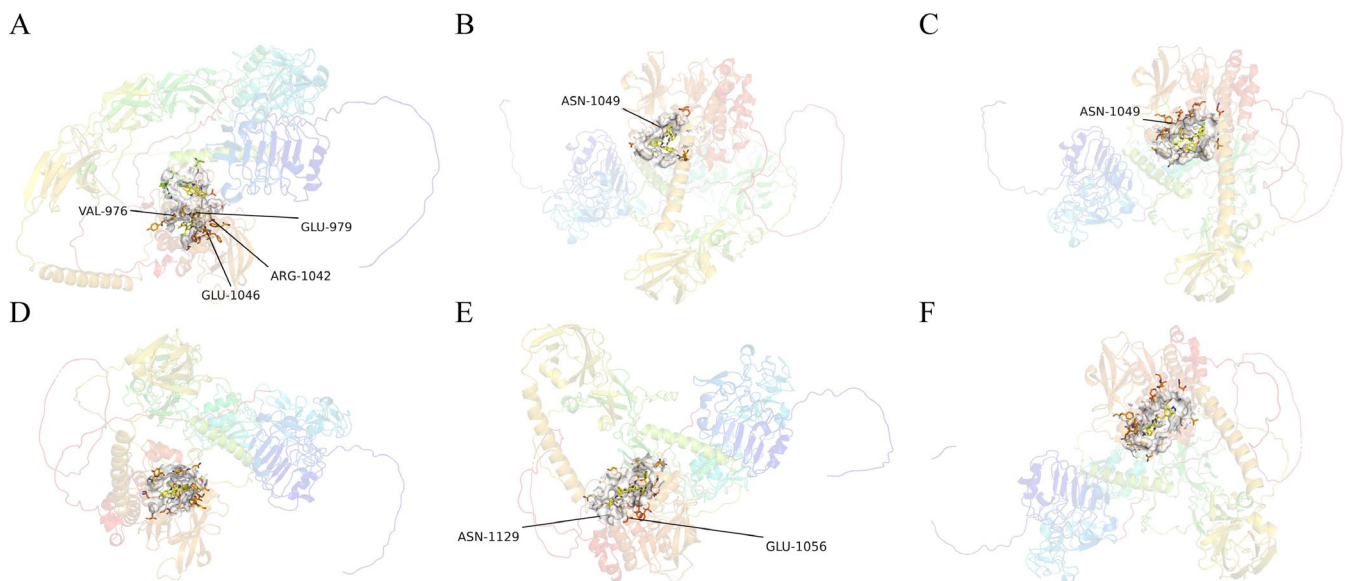 A
B
C
ASN-1049
ASN-1049
VAL-976
GLU-979
ARG-1042
GLU-1046
D
E
F
ASN-1129
GLU-1056